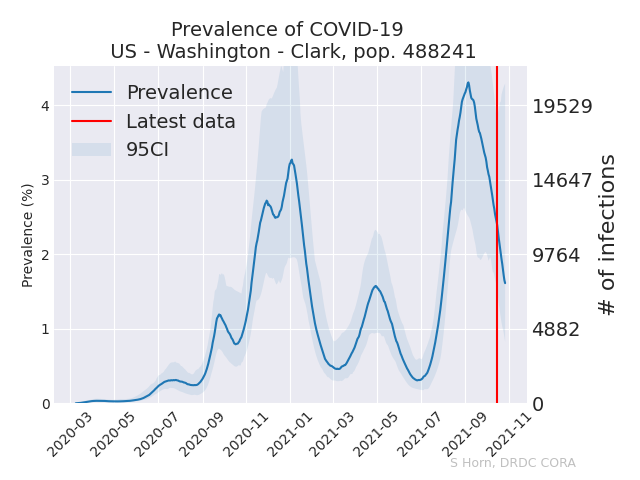 Prevalence of COVID-19
US - Washington - Clark, pop. 488241
Prevalence
Latest data
95CI
Prevalence (%)
4
3
2
1
0
19529
14647
9764
4882
0
# of infections
2020-03
2020-05
2020-07
2020-09
2020-11
2021-01
2021-03
2021-05
2021-07
2021-09
2021-11
S Horn, DRDC CORA